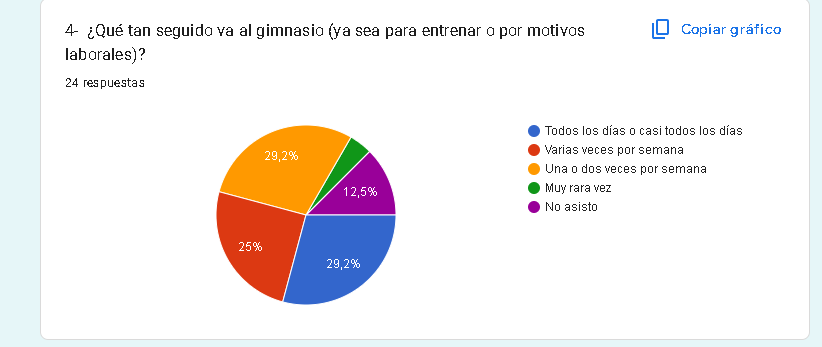 4-  ¿Qué tan seguido va al gimnasio (ya sea para entrenar o por motivos
laborales)?
Copiar gráfico
24 respuestas
29,2%
12,5%
25%
29,2%
Todos los días o casi todos los días
Varias veces por semana
Una o dos veces por semana
Muy rara vez
No asisto